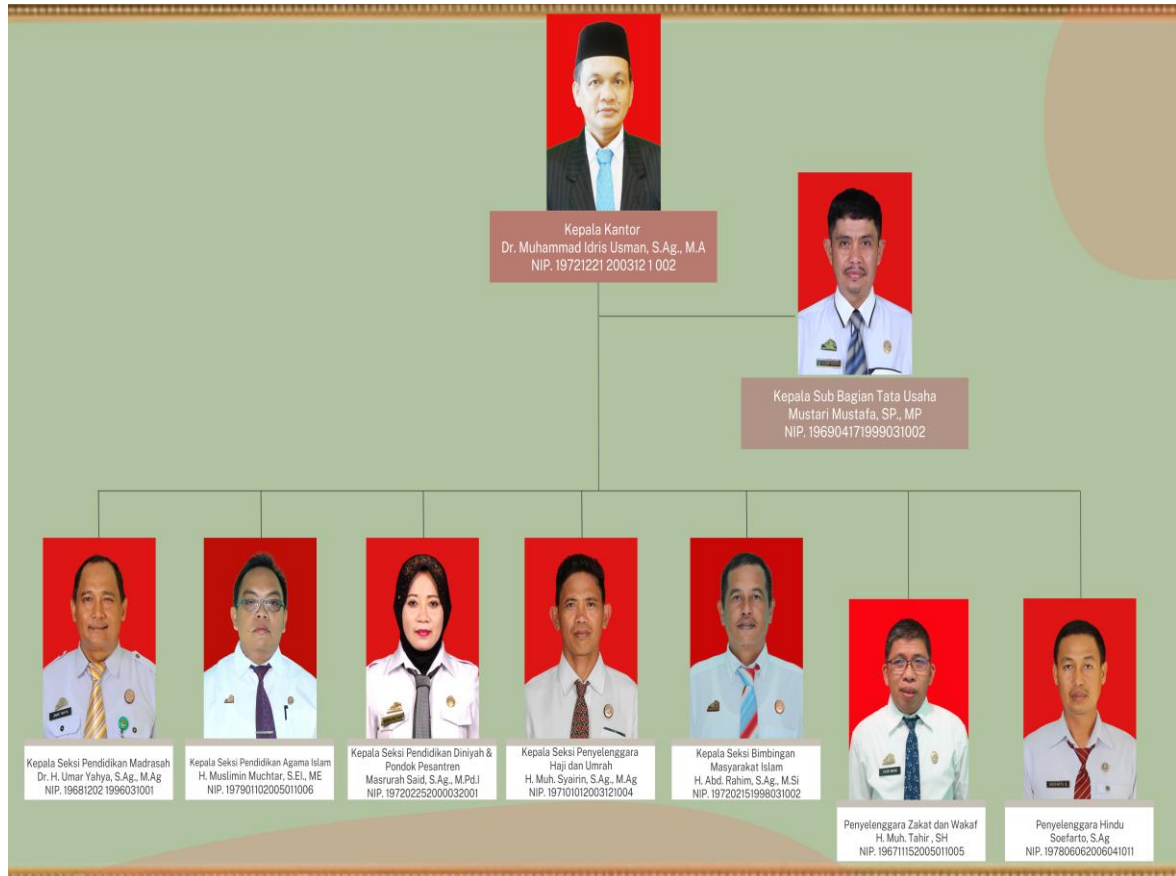 Kepala Kantor
Dr. Muhammad Idris Usman, S.Ag., M.A
NIP. 19721221 200312 1 002
Kepala Sub Bagian Tata Usaha
Mustari Mustafa, SP., MP
NIP. 196904171999031002
Kepala Seksi Pendidikan Madrasah
Dr. H. Umar Yahya, S.Ag., M.Ag
NIP. 19681202 1996031001
Kepala Seksi Pendidikan Agama Islam
H. Muslimin Muchtar, S.EI., ME
NIP. 197901102005011006
Kepala Seksi Pendidikan Diniyah &
Pondok Pesantren
Masrurah Said, S.Ag., M.Pd.I
NIP. 197202252000032001
Kepala Seksi Penyelenggara
Haji dan Umrah
H. Muh. Syairin, S.Ag., M.Ag
NIP. 197101012003121004
Kepala Seksi Bimbingan
Masyarakat Islam
H. Abd. Rahim, S.Ag., M.Si
NIP. 197202151998031002
Penyelenggara Zakat dan Wakaf
H. Muh. Tahir , SH
NIP. 196711152005011005
Penyelenggara Hindu
Soefarto, S.Ag
NIP. 197806062006041011